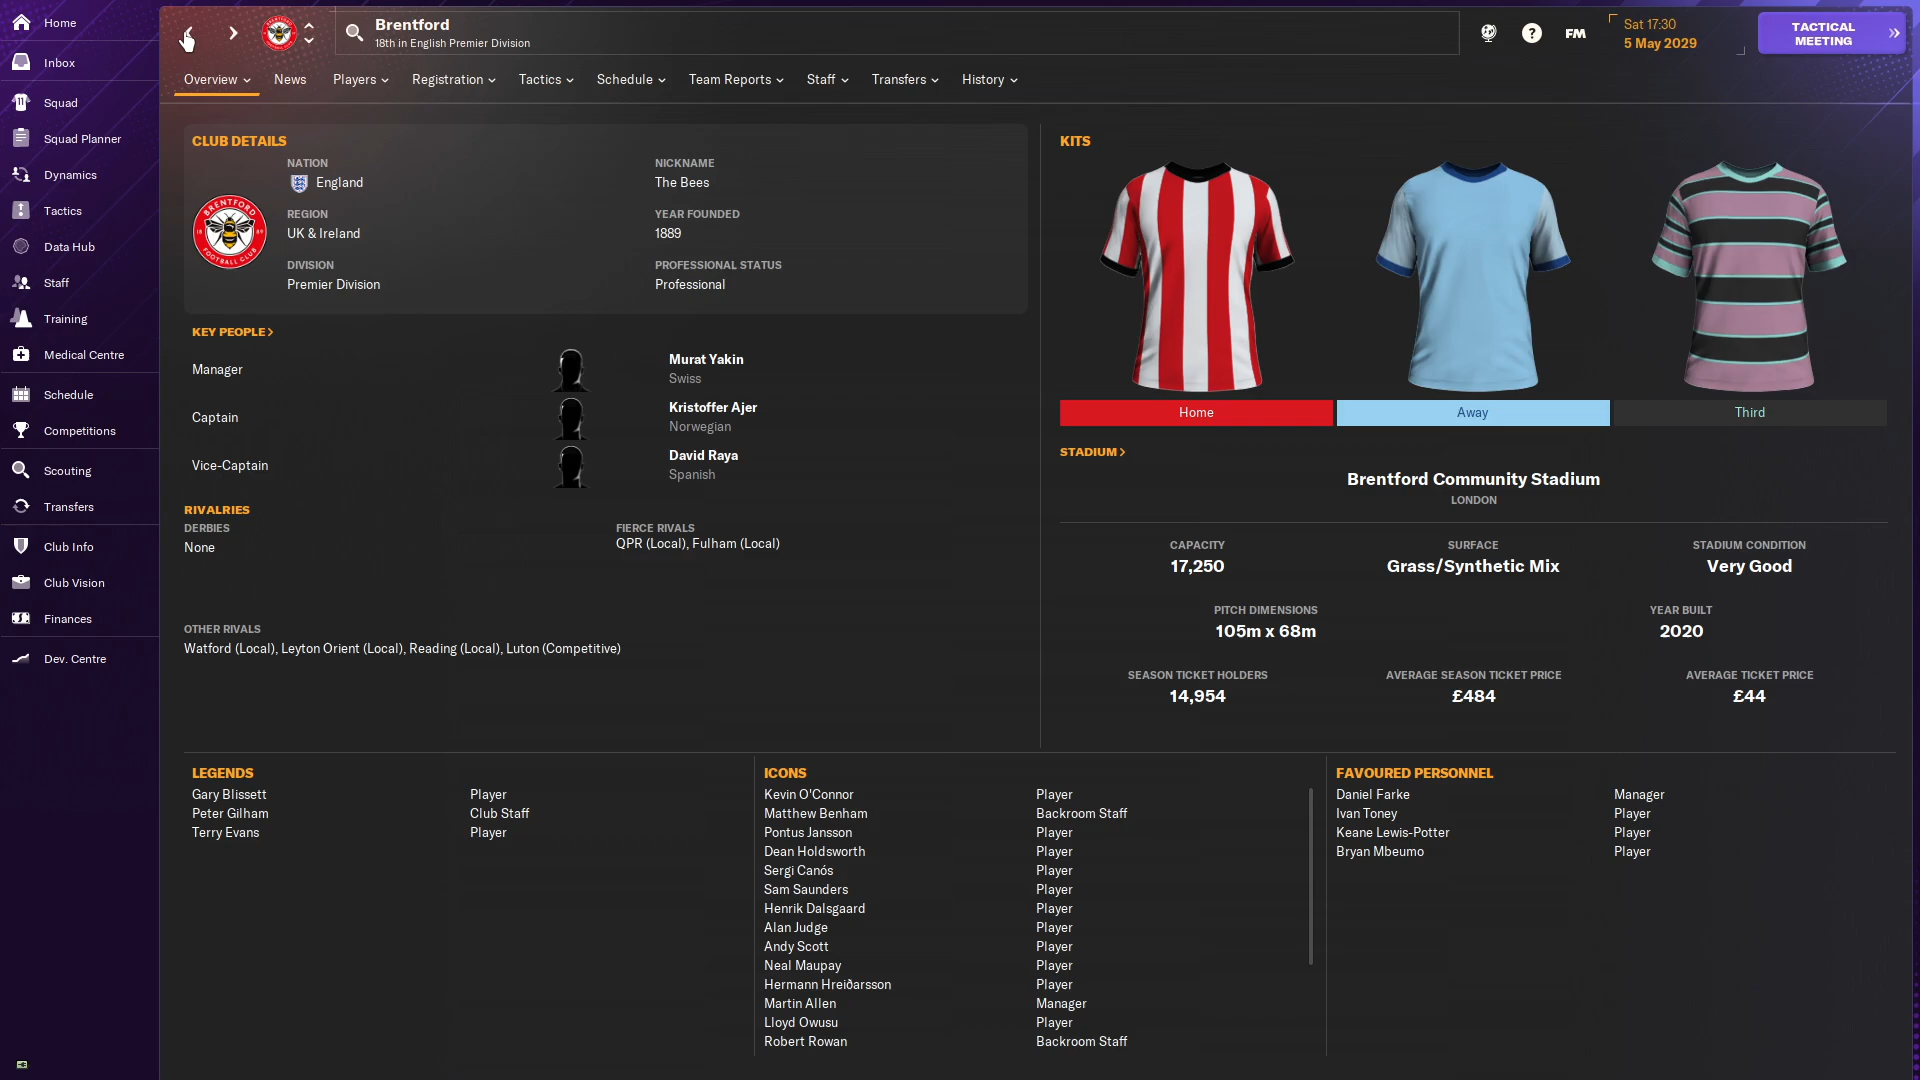 Home
Inbox
Squad
Squad Planner
Dynamics
Tactics
Data Hub
Staff
Training
Medical Centre
Schedule
Competitions
Scouting
Transfers
Club Info
Club Vision
Finances
Dev. Centre
Brentford
18th in English Premier Division
?
FM
Sat 17:30
5 May 2029
TACTICAL
MEETING
Overview News Players Registration Tactics Schedule Team Reports Staff Transfers History
CLUB DETAILS
BRENTFORD
18 89
FOOTBALL CLUB
NATION
England
NICKNAME
The Bees
REGION
UK & Ireland
YEAR FOUNDED
1889
DIVISION
Premier Division
PROFESSIONAL STATUS
Professional
KEY PEOPLE
Manager
Murat Yakin
Swiss
Captain
Kristoffer Ajer
Norwegian
Vice-Captain
David Raya
Spanish
RIVALRIES
DERBIES
None
FIERCE RIVALS
QPR (Local), Fulham (Local)
OTHER RIVALS
Watford (Local), Leyton Orient (Local), Reading (Local), Luton (Competitive)
KITS
Home
Away
Third
STADIUM
Brentford Community Stadium
LONDON
CAPACITY
17,250
SURFACE
Grass/Synthetic Mix
STADIUM CONDITION
Very Good
PITCH DIMENSIONS
105m x 68m
YEAR BUILT
2020
SEASON TICKET HOLDERS
14,954
AVERAGE SEASON TICKET PRICE
£484
AVERAGE TICKET PRICE
£44
LEGENDS
Gary Blissett Player
Peter Gilham Club Staff
Terry Evans Player
ICONS
Kevin O'Connor Player
Matthew Benham Backroom Staff
Pontus Jansson Player
Dean Holdsworth Player
Sergi Canós Player
Sam Saunders Player
Henrik Dalsgaard Player
Alan Judge Player
Andy Scott Player
Neal Maupay Player
Hermann Hreiðarsson Player
Martin Allen Manager
Lloyd Owusu Player
Robert Rowan Backroom Staff
FAVOURED PERSONNEL
Daniel Farke Manager
Ivan Toney Player
Keane Lewis-Potter Player
Bryan Mbeumo Player